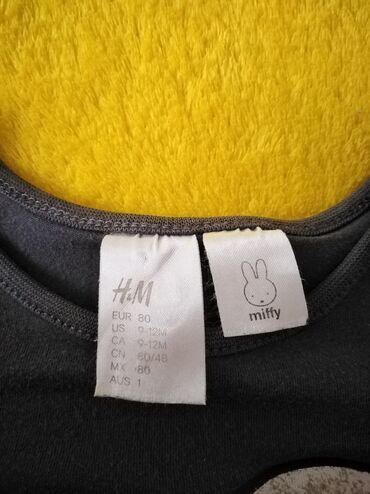 H&M
EUR 80
US 9-12M
CA 9-12M
CN 80/48
MX 80
AUS 1
miffy